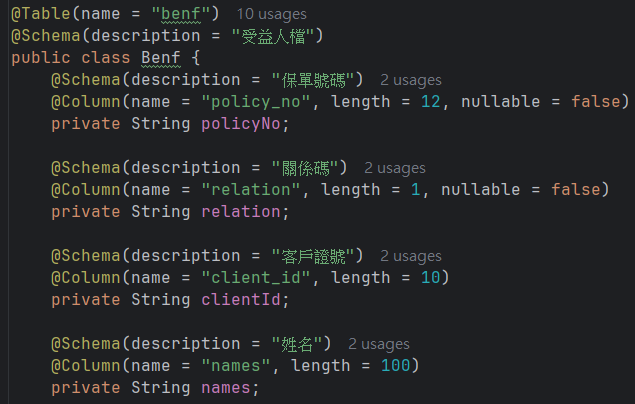 @Table(name = "benf")  10 usages
@Schema(description = "受益人檔")
public class Benf {
    @Schema(description = "保單號碼")  2 usages
    @Column(name = "policy_no", length = 12, nullable = false)
    private String policyNo;

    @Schema(description = "關係碼")  2 usages
    @Column(name = "relation", length = 1, nullable = false)
    private String relation;

    @Schema(description = "客戶證號")  2 usages
    @Column(name = "client_id", length = 10)
    private String clientId;

    @Schema(description = "姓名")  2 usages
    @Column(name = "names", length = 100)
    private String names;